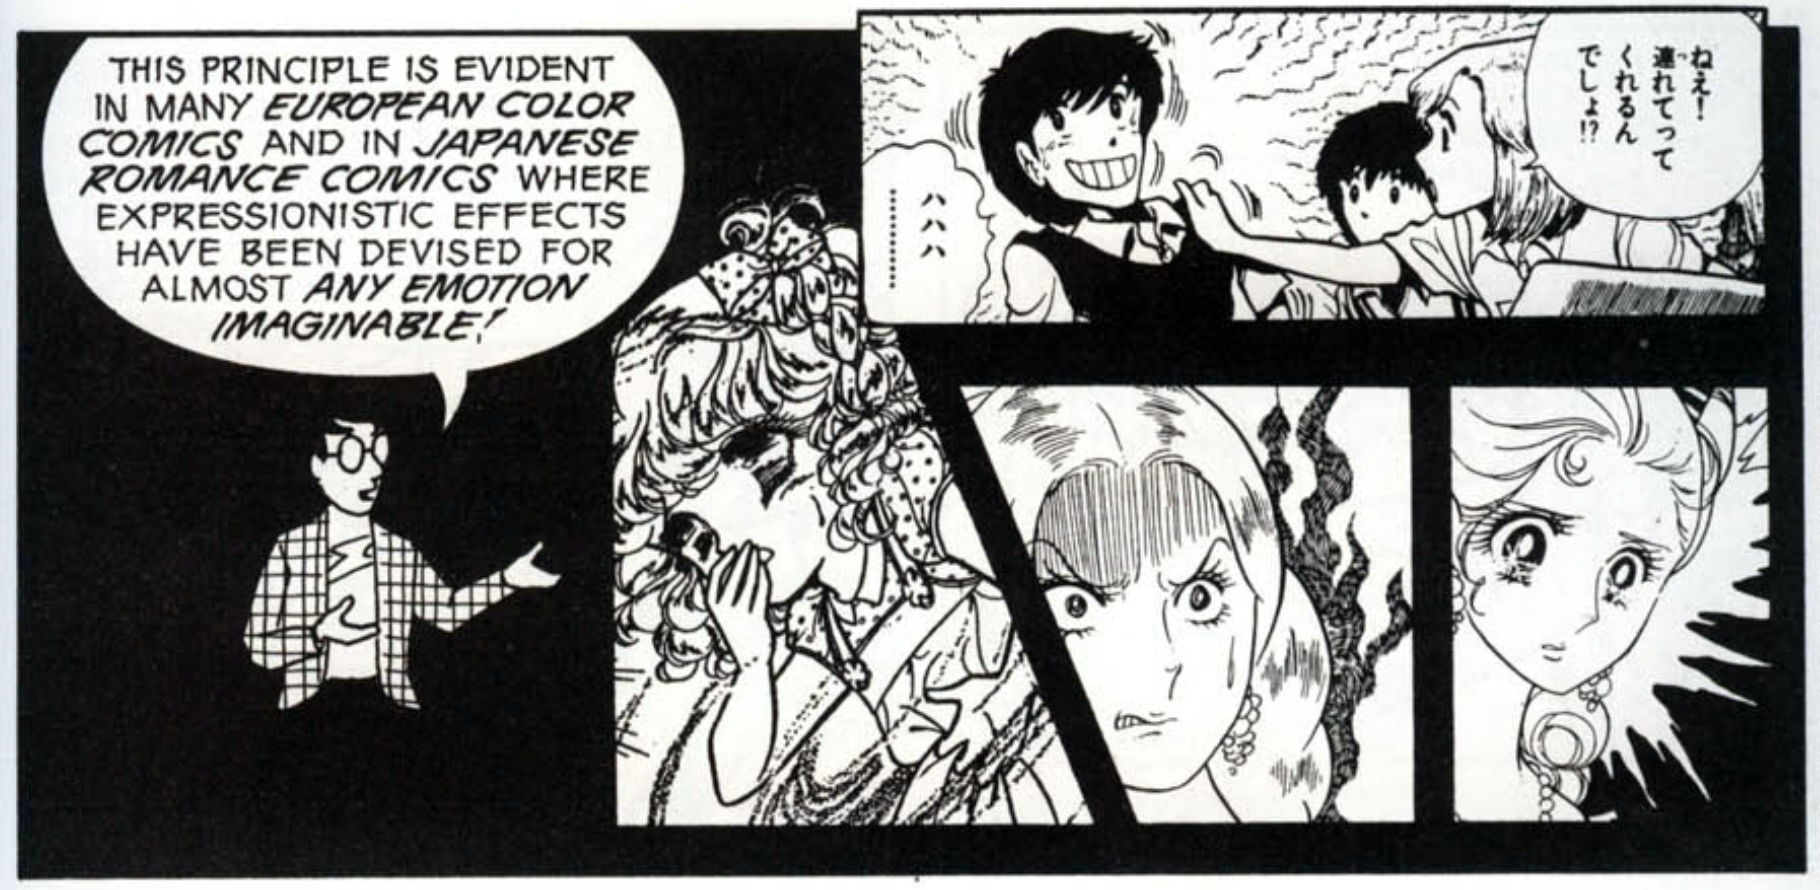 THIS PRINCIPLE IS EVIDENT
IN MANY EUROPEAN COLOR
COMICS AND IN JAPANESE
ROMANCE COMICS WHERE
EXPRESSIONISTIC EFFECTS
HAVE BEEN DEVISED FOR
ALMOST ANY EMOTION
IMAGINABLE!
ねえ!
連れてって
くれるん
でしょ!?
ハハハ
…………